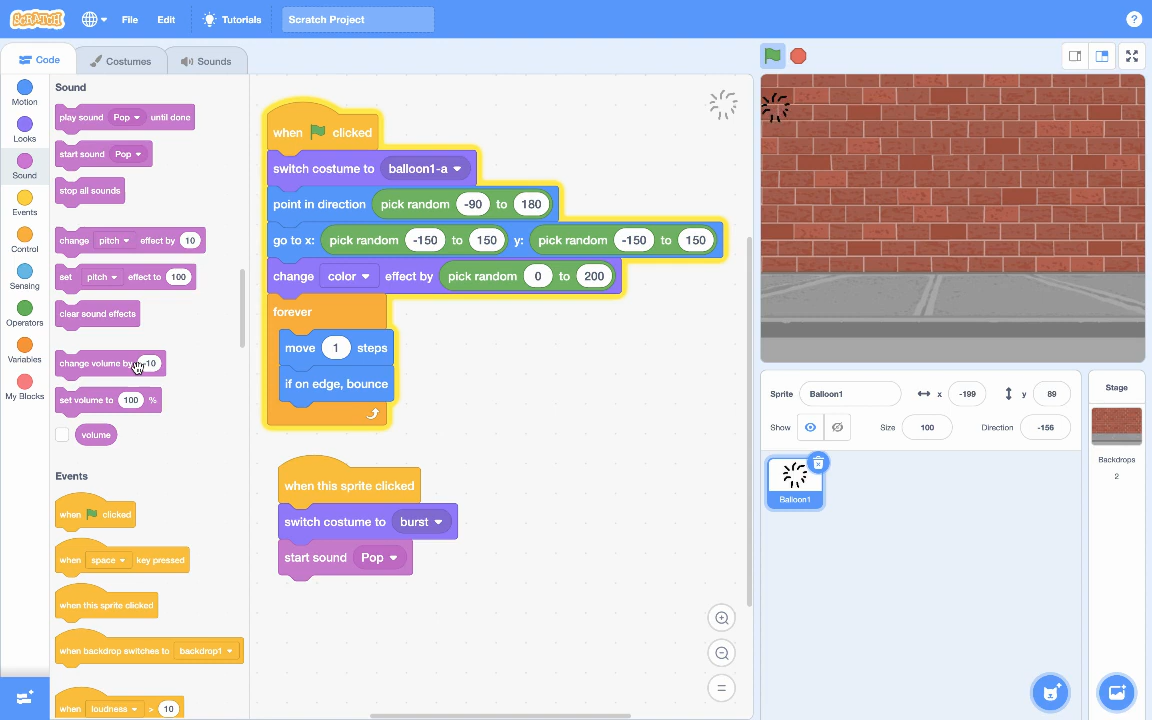 SCRATCH File Edit Tutorials Scratch Project ?
Code Costumes Sounds
Motion
Looks
Sound
Events
Control
Sensing
Operators
Variables
My Blocks
Sound
play sound Pop until done
start sound Pop
stop all sounds
change pitch effect by 10
set pitch effect to 100
clear sound effects
change volume by -10
set volume to 100 %
volume
Events
when clicked
when space key pressed
when this sprite clicked
when backdrop switches to backdrop1
when loudness > 10
when clicked
switch costume to balloon1-a
point in direction pick random -90 to 180
go to x: pick random -150 to 150 y: pick random -150 to 150
change color effect by pick random 0 to 200
forever
move 1 steps
if on edge, bounce
when this sprite clicked
switch costume to burst
start sound Pop
Sprite Balloon1 x -199 y 89
Show Size 100 Direction -156
Balloon1
Stage
Backdrops
2